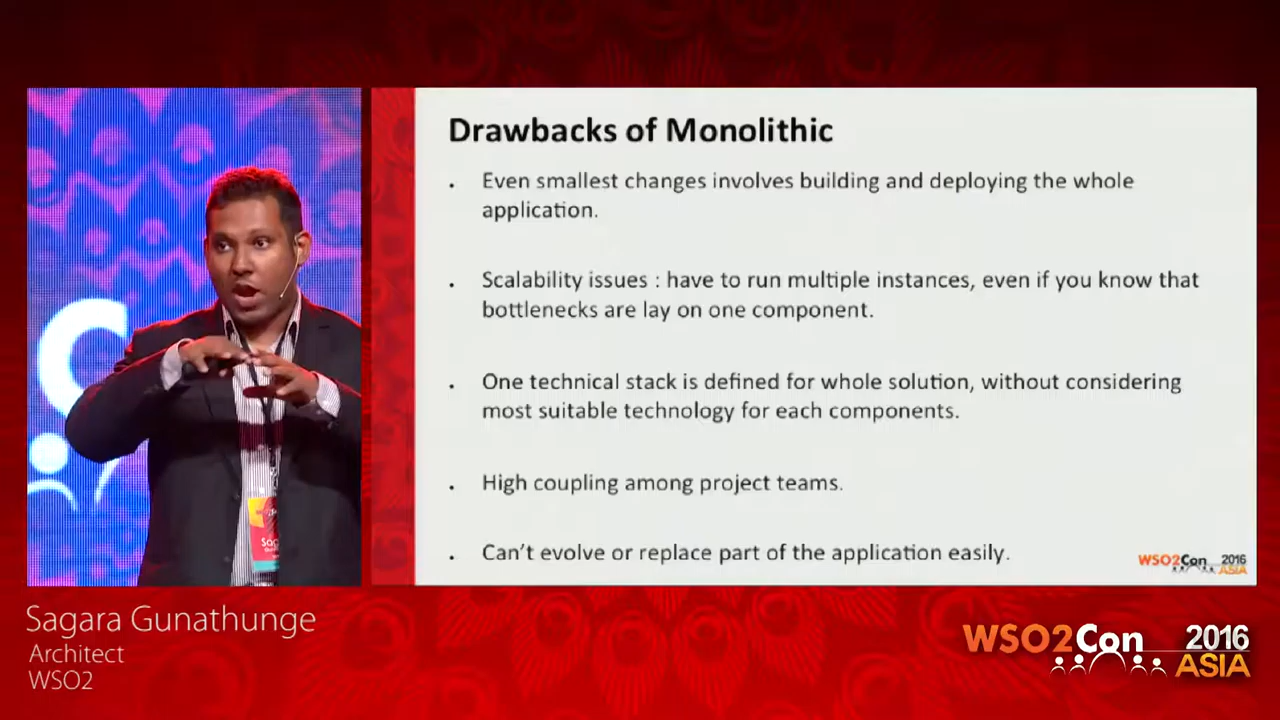 Drawbacks of Monolithic
. Even smallest changes involves building and deploying the whole
application.
. Scalability issues : have to run multiple instances, even if you know that
bottlenecks are lay on one component.
. One technical stack is defined for whole solution, without considering
most suitable technology for each components.
. High coupling among project teams.
. Can't evolve or replace part of the application easily.
WSO2Con 2016
ASIA
Sagara Gunathunge
Architect
WSO2
WSO2Con 2016
ASIA